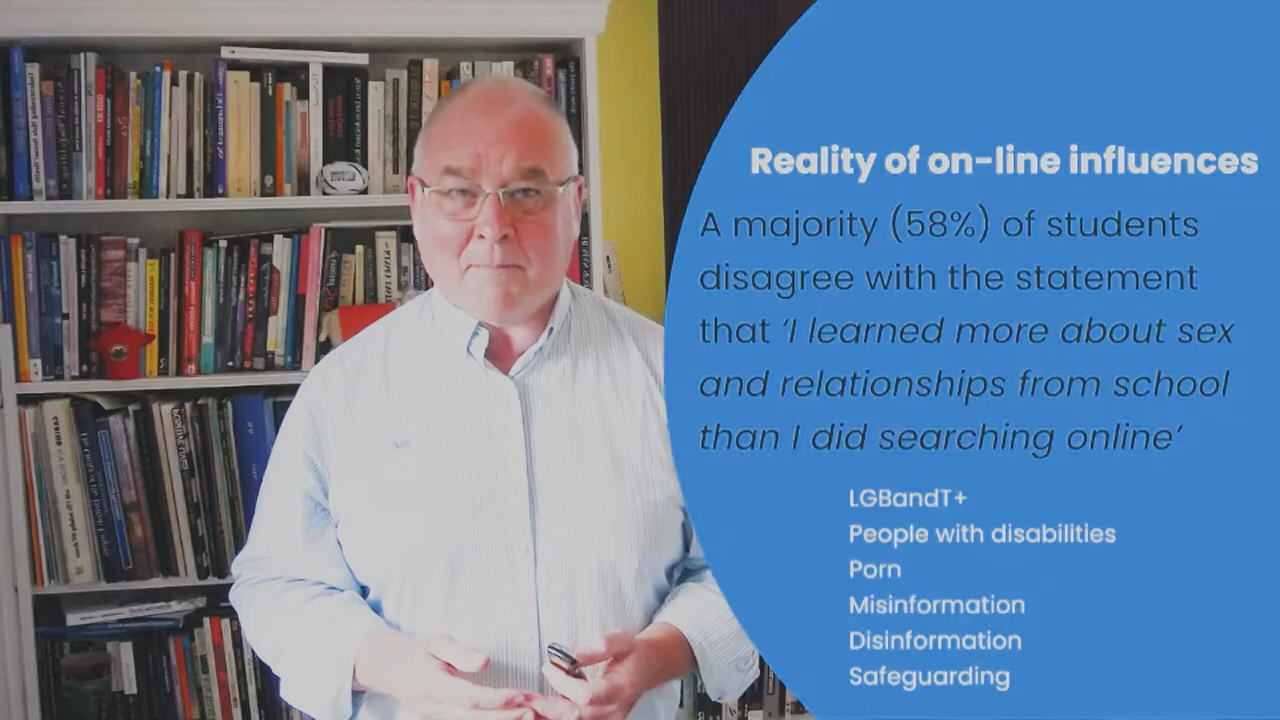 Reality of on-line influences
A majority (58%) of students
disagree with the statement
that ‘I learned more about sex
and relationships from school
than I did searching online’
LGBandT+
People with disabilities
Porn
Misinformation
Disinformation
Safeguarding